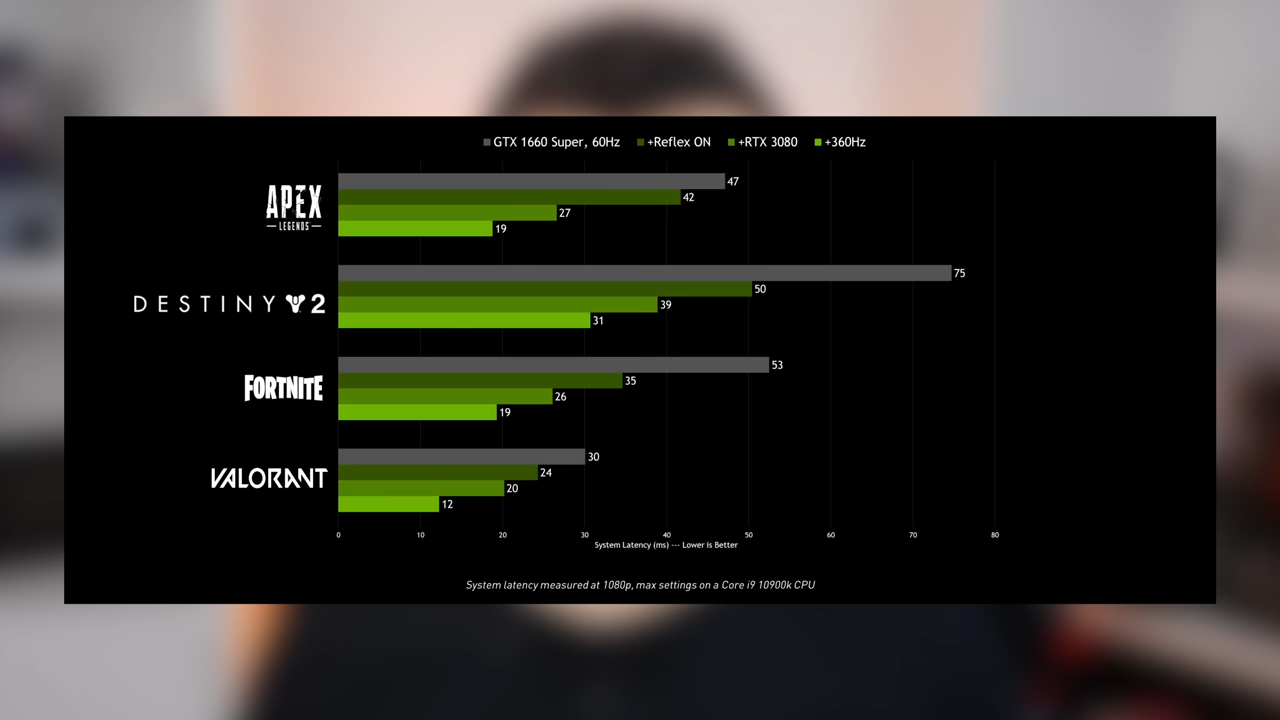 GTX 1660 Super, 60Hz +Reflex ON +RTX 3080 +360Hz
APEX
LEGENDS
47
42
27
19
DESTINY 2
75
50
39
31
FORTNITE
53
35
26
19
VALORANT
30
24
20
12
0 10 20 30 40 50 60 70 80
System Latency (ms) --- Lower is Better
System latency measured at 1080p, max settings on a Core i9 10900k CPU